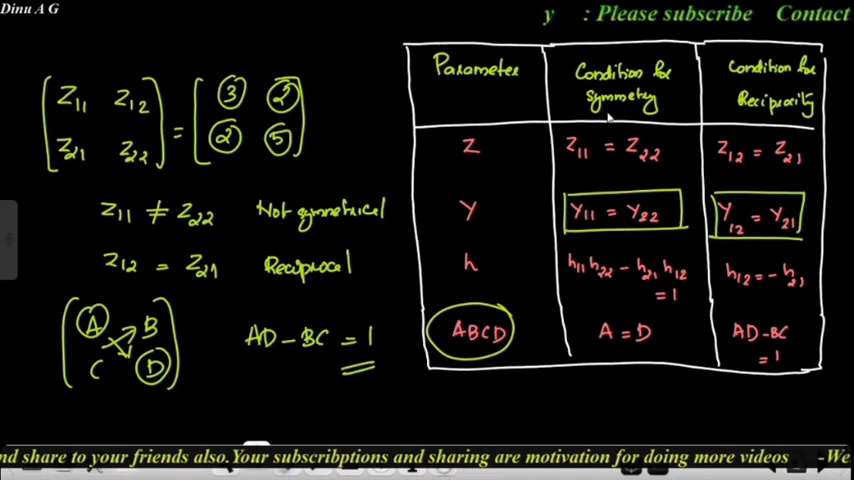 Dinu A G
y : Please subscribe Contact
[Z11 Z12
Z21 Z22] = [3 2
2 5]
Z11 ≠ Z22 Not symmetrical
Z12 = Z21 Reciprocal
(A B
C D) AD - BC = 1
Parameter Condition for Symmetry Condition for Reciprocity
Z Z11 = Z22 Z12 = Z21
Y Y11 = Y22 Y12 = Y21
h h11 h22 - h21 h12 = 1 h12 = - h21
ABCD A = D AD-BC = 1
nd share to your friends also.Your subscribptions and sharing are motivation for doing more videos -We